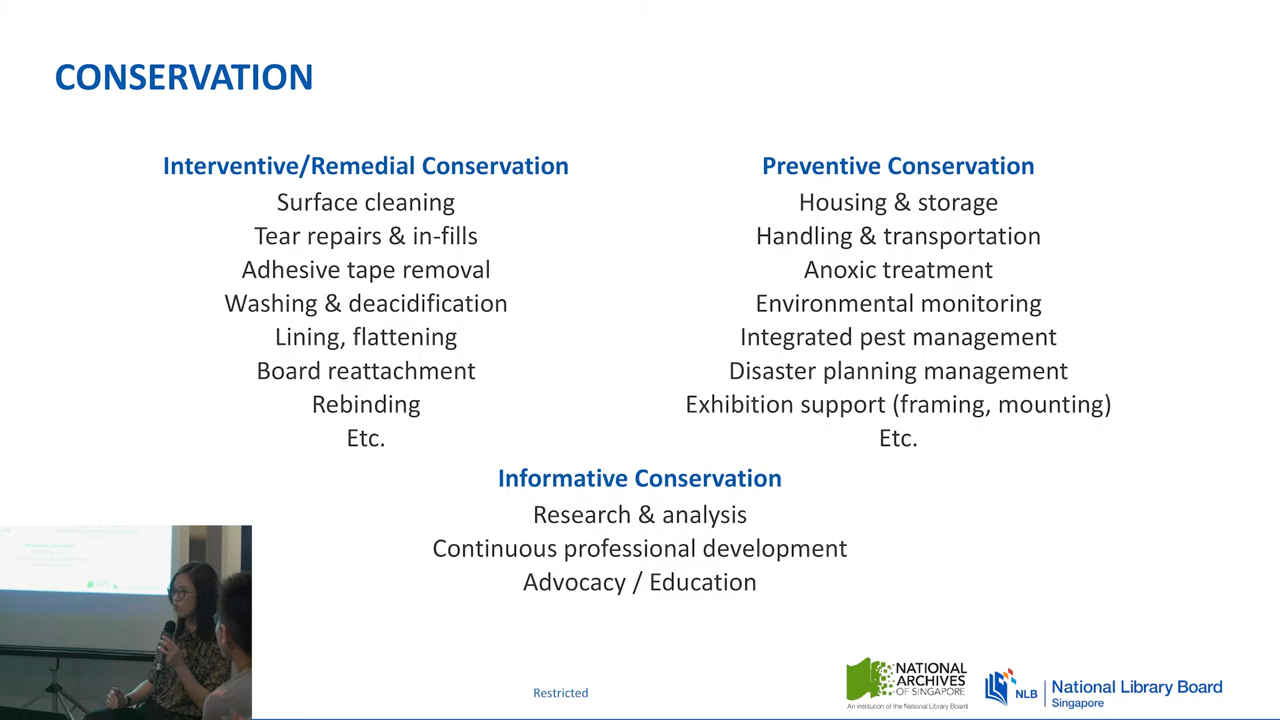 CONSERVATION
Interventive/Remedial Conservation
Surface cleaning
Tear repairs & in-fills
Adhesive tape removal
Washing & deacidification
Lining, flattening
Board reattachment
Rebinding
Etc.
Preventive Conservation
Housing & storage
Handling & transportation
Anoxic treatment
Environmental monitoring
Integrated pest management
Disaster planning management
Exhibition support (framing, mounting)
Etc.
Informative Conservation
Research & analysis
Continuous professional development
Advocacy / Education
Restricted
NATIONAL
ARCHIVES
OF SINGAPORE
An institution of the National Library Board
NLB
National Library Board
Singapore